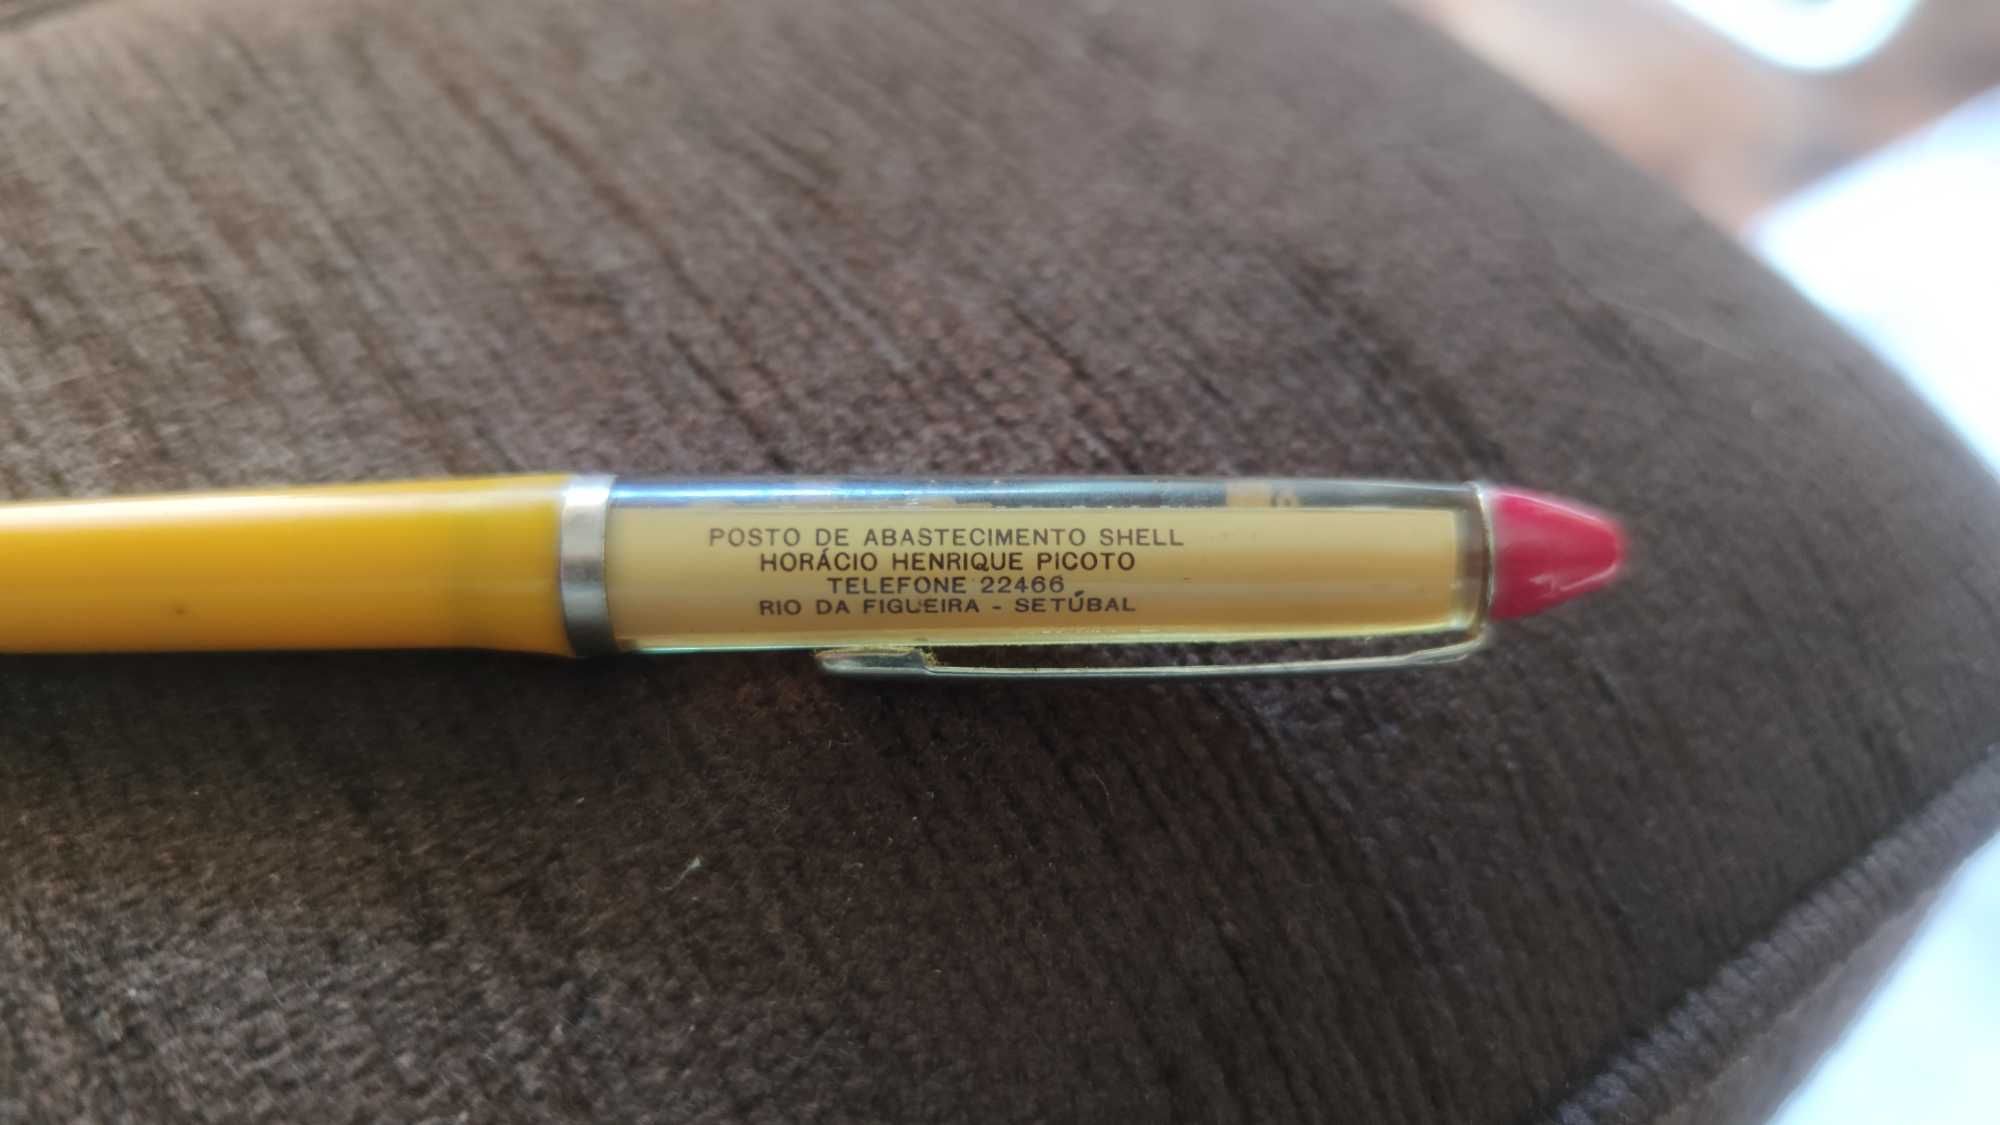 POSTO DE ABASTECIMENTO SHELL
HORÁCIO HENRIQUE PICOTO
TELEFONE 22466
RIO DA FIGUEIRA - SETÚBAL